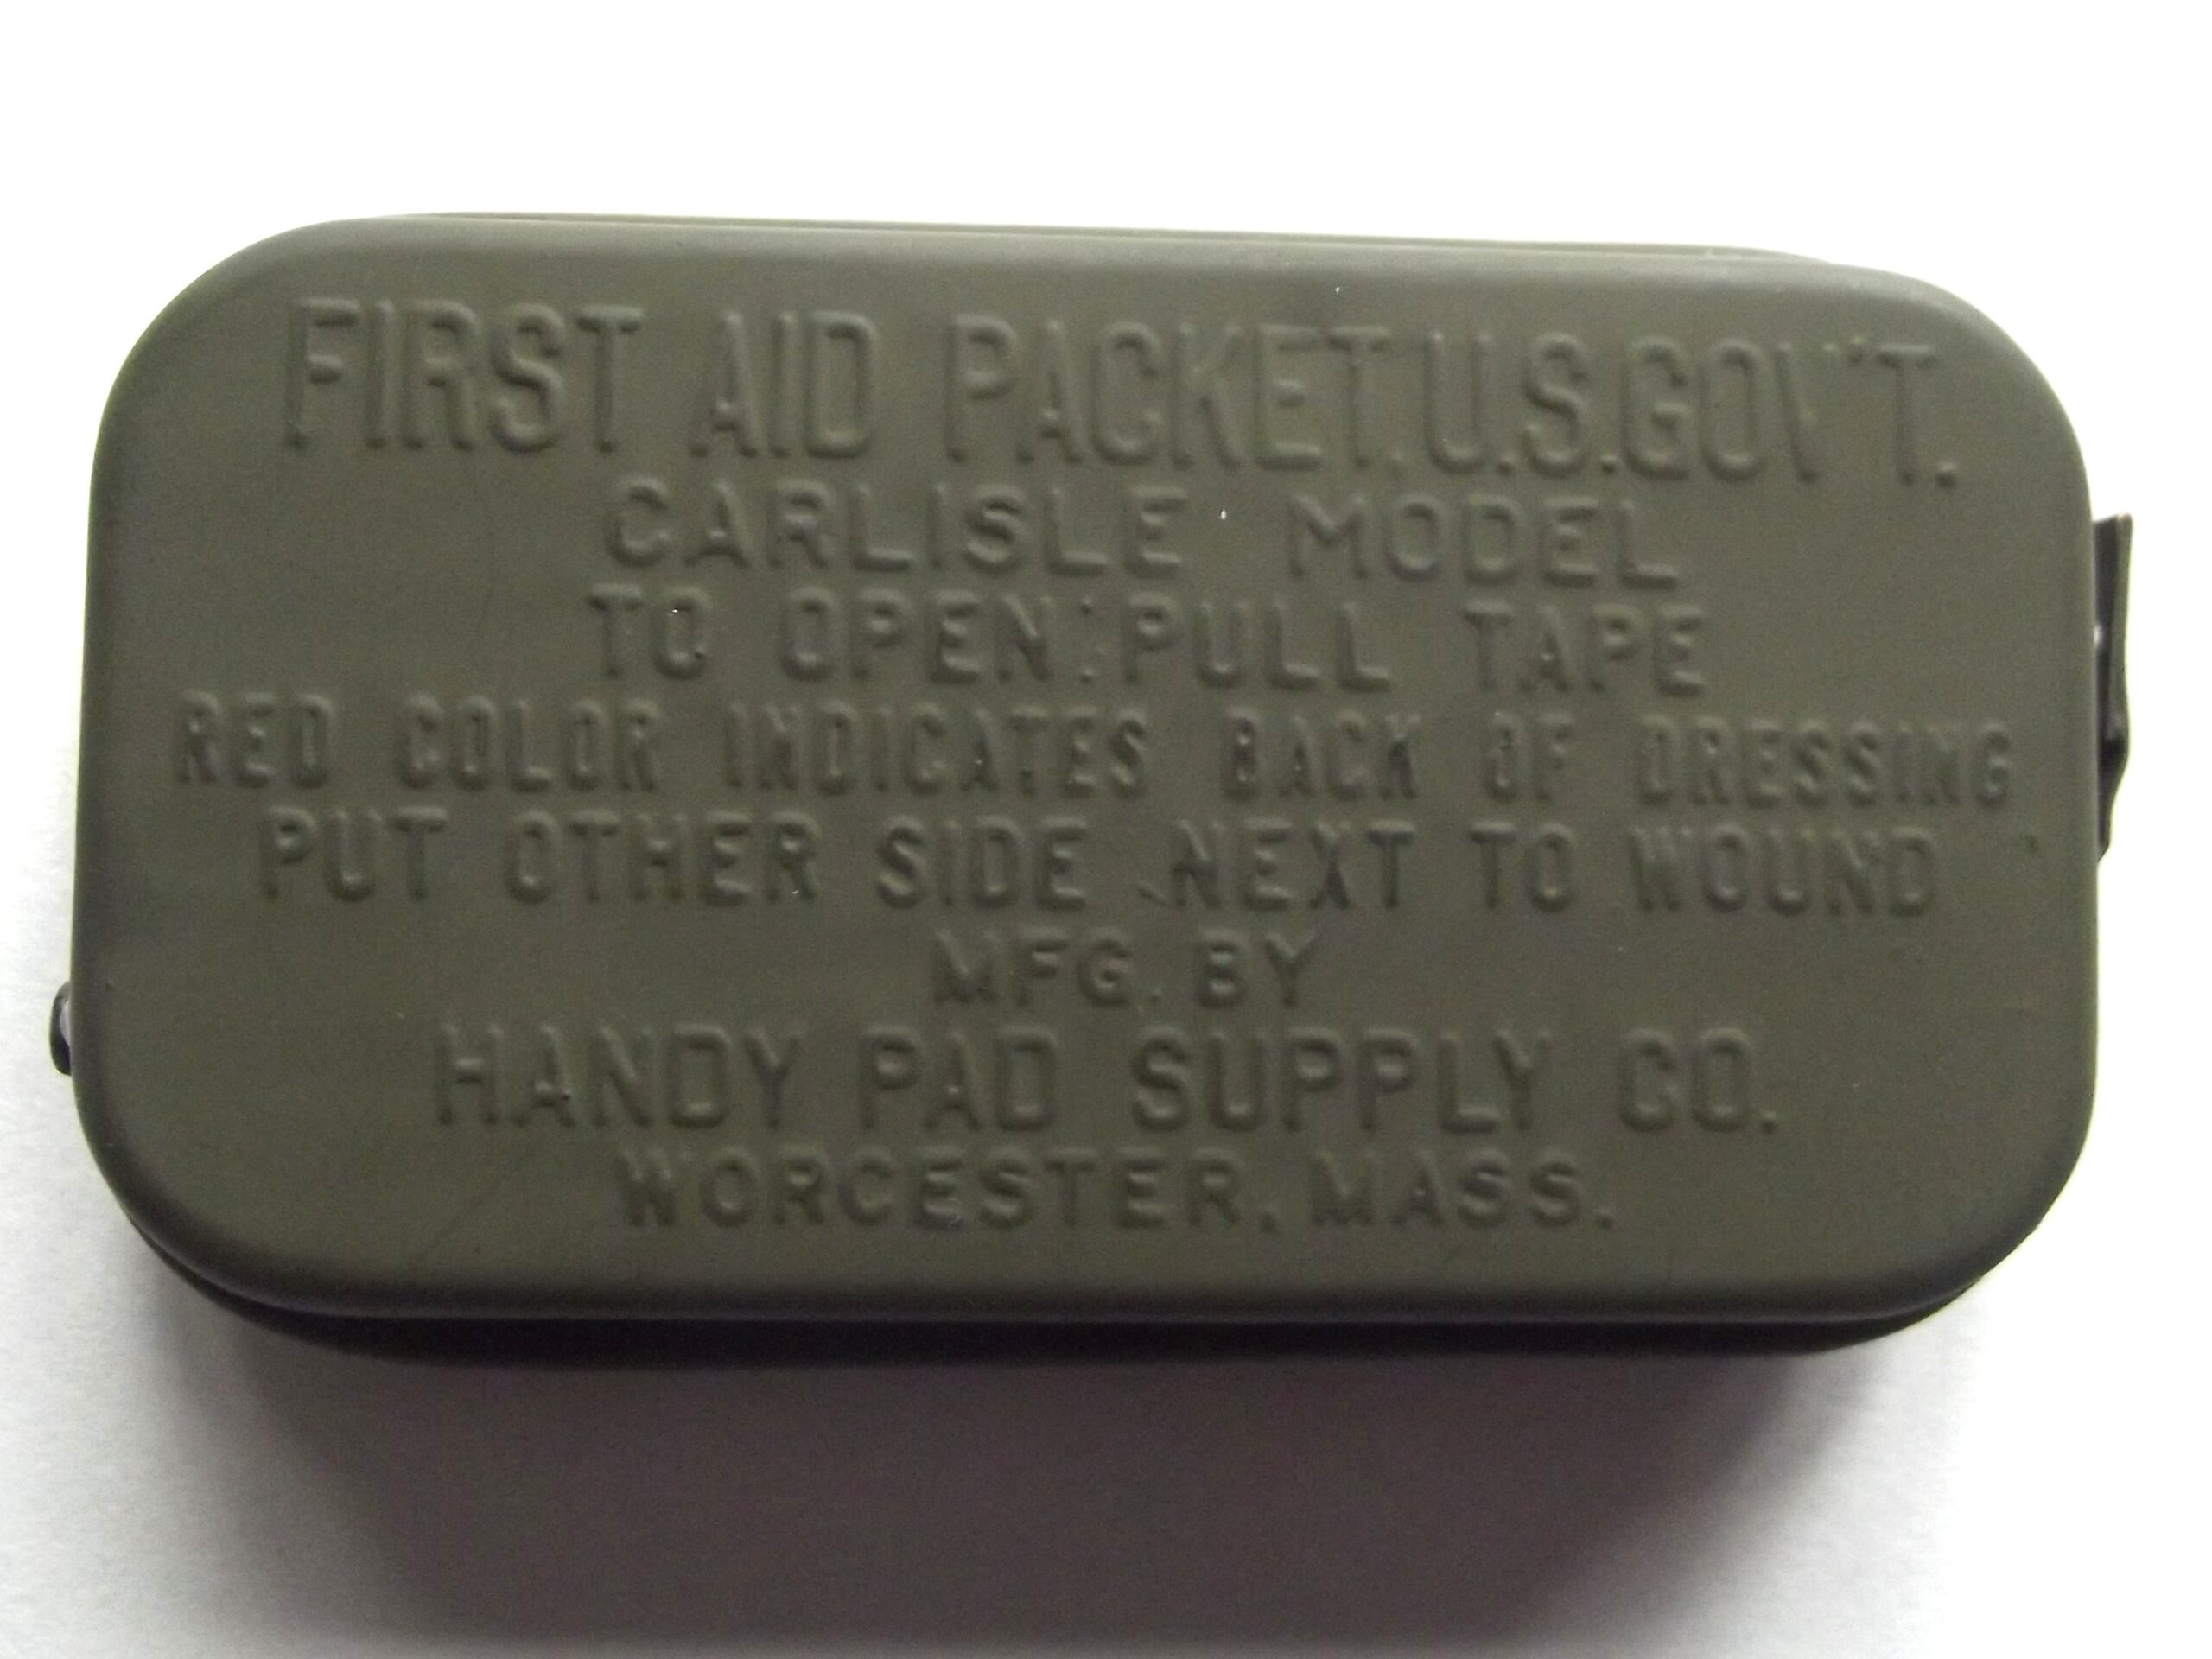 FIRST AID PACKET.U.S.GOV'T.
CARLISLE MODEL
TO OPEN:PULL TAPE
RED COLOR INDICATES BACK OF DRESSING
PUT OTHER SIDE NEXT TO WOUND
MFG. BY
HANDY PAD SUPPLY CO.
WORCESTER, MASS.